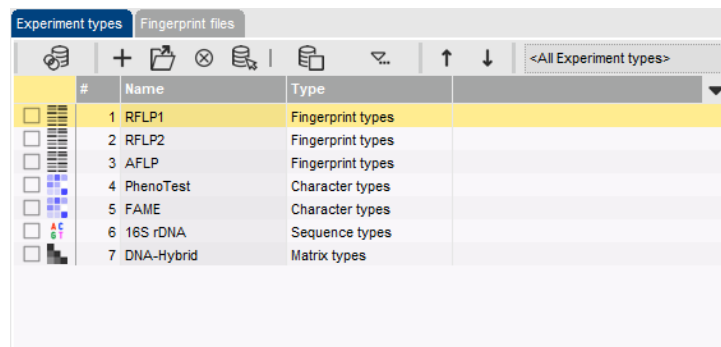 Experiment types Fingerprint files
<All Experiment types>
# Name Type
1 RFLP1 Fingerprint types
2 RFLP2 Fingerprint types
3 AFLP Fingerprint types
4 PhenoTest Character types
5 FAME Character types
A C
G T
6 16S rDNA Sequence types
7 DNA-Hybrid Matrix types